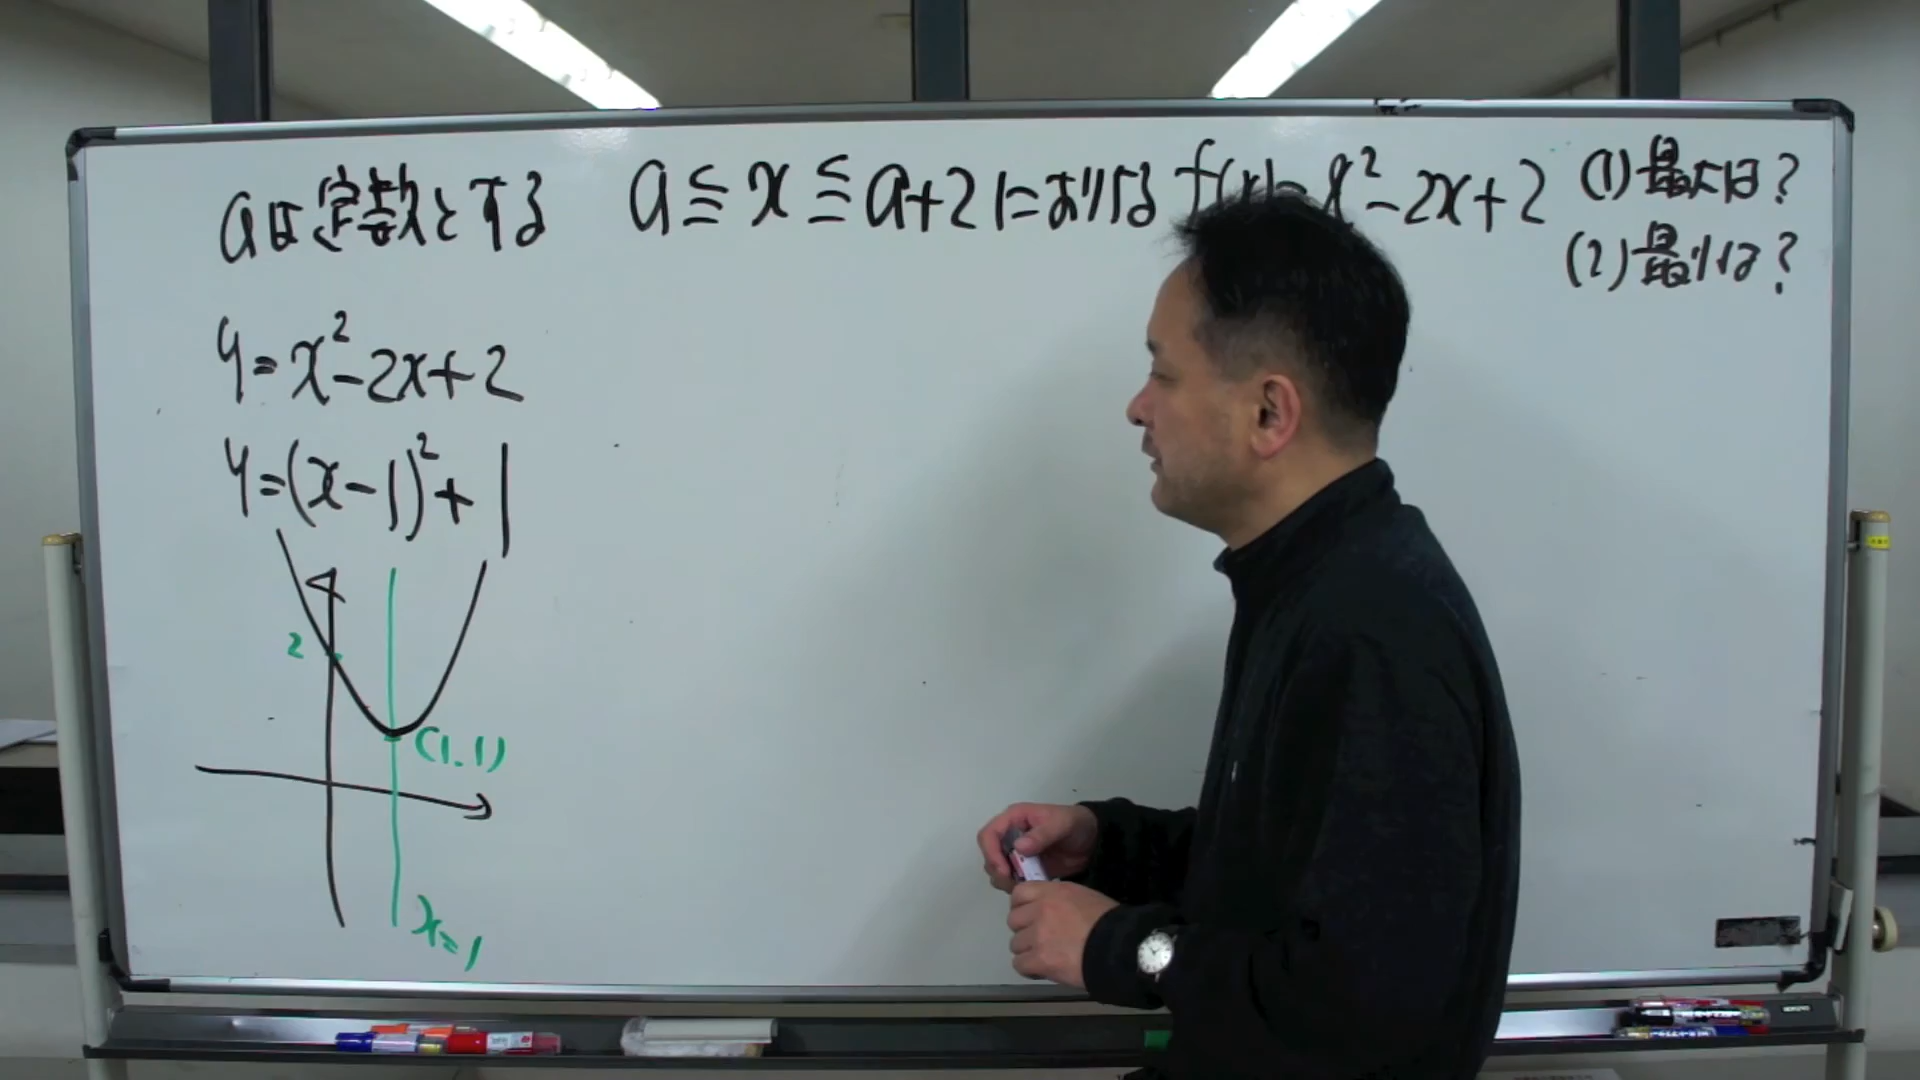 aは定数とする a≦x≦a+2における f(x)=x²-2x+2 (1)最大は?
(2)最小は?
y=x²-2x+2
y=(x-1)²+1
2
(1.1)
x=1